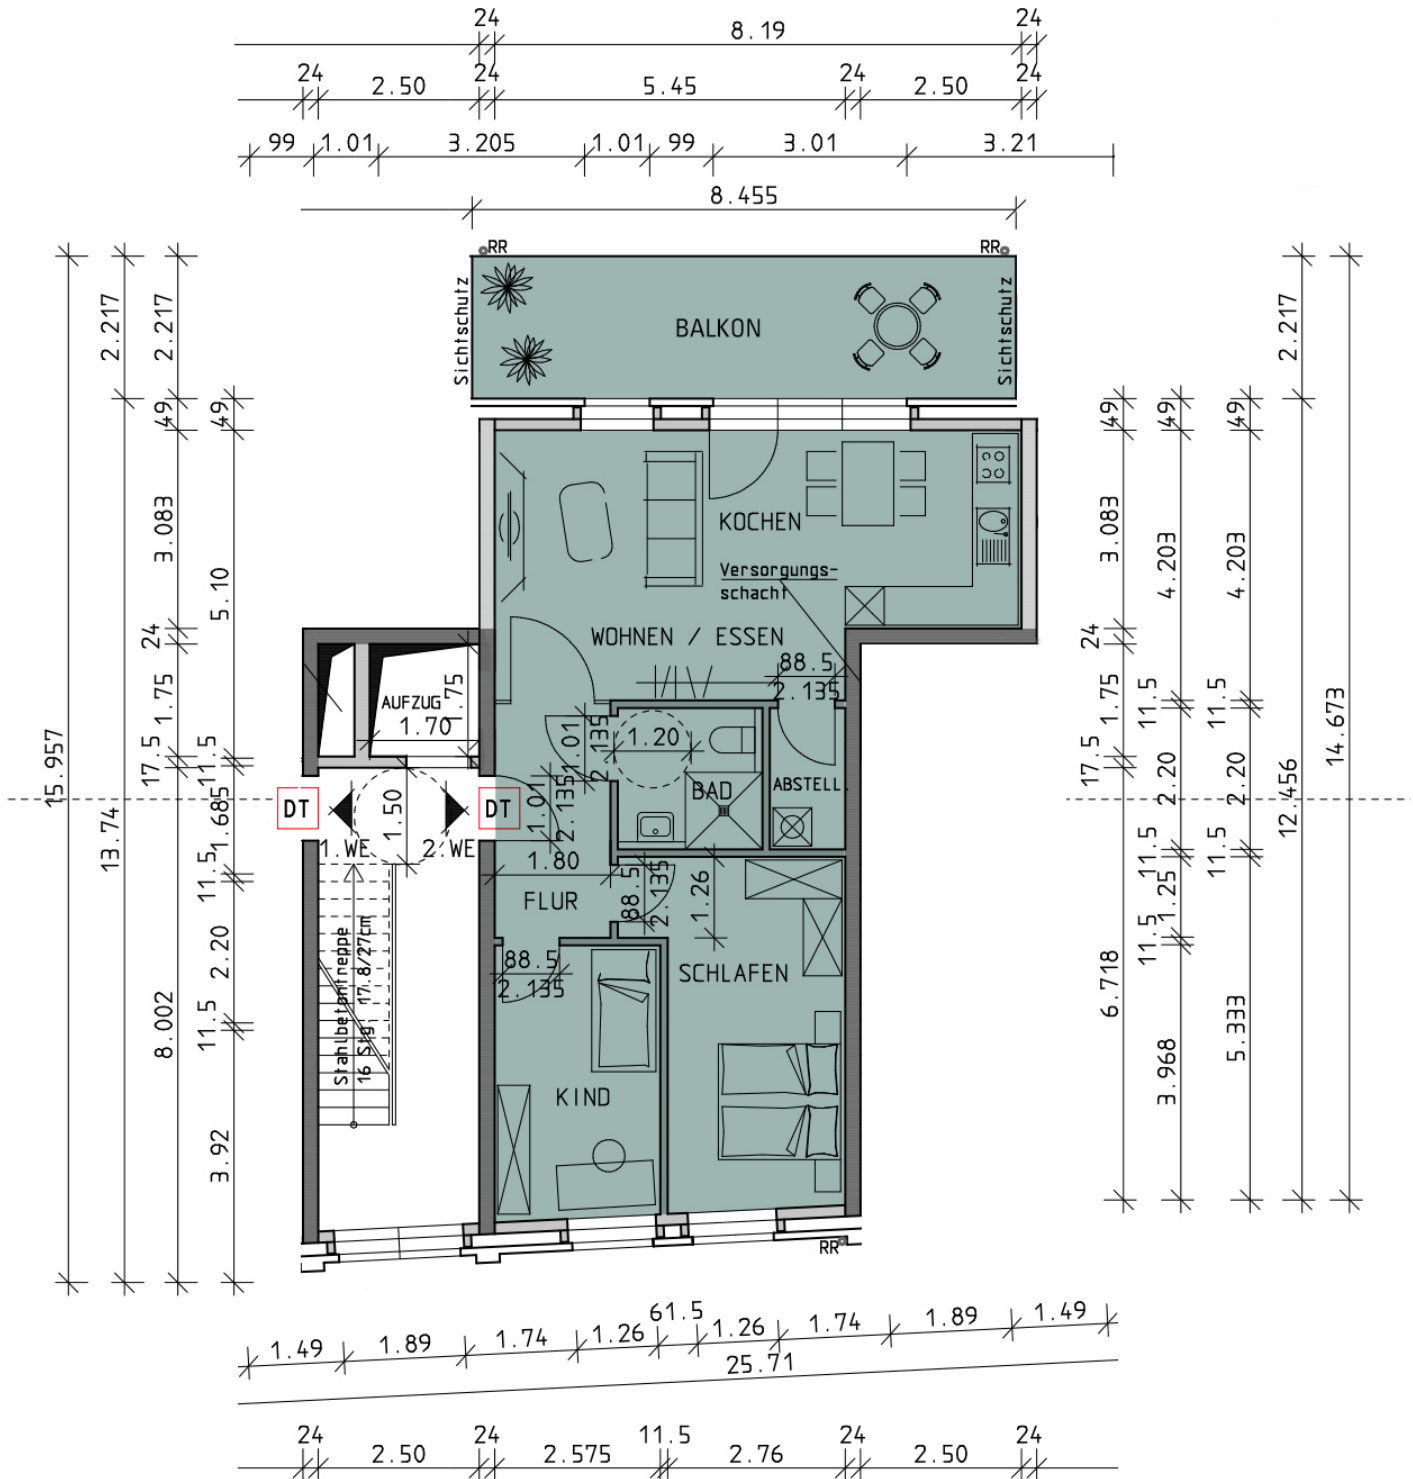 24 8.19 24
24 2.50 24 5.45 24 2.50 24
99 1.01 3.205 1.01 99 3.01 3.21
8.455
RR RR
Sichtschutz
BALKON
Sichtschutz
KOCHEN
Versorgungs-
schacht
WOHNEN / ESSEN
88.5
2.135
AUFZUG
1.70
1.75
1.01
2.135
1.20
BAD
ABSTELL.
DT
DT
1.50
1.WE
2.WE
1.01
2.135
1.80
FLUR
88.5
2.135
1.26
88.5
2.135
SCHLAFEN
KIND
Stahlbetontreppe
16 Stg 17.8/27cm
RR
15.957
2.217
13.74
2.217
49
3.083
24
1.75
17.5
8.002
49
5.10
11.5
1.685
11.5
2.20
11.5
3.92
49
3.083
24
1.75
17.5
6.718
49
4.203
11.5
2.20
11.5
1.25
11.5
3.968
49
4.203
11.5
2.20
11.5
5.333
2.217
12.456
14.673
61.5
1.49 1.89 1.74 1.26 1.26 1.74 1.89 1.49
25.71
24 24 11.5 24 24
2.50 2.575 2.76 2.50